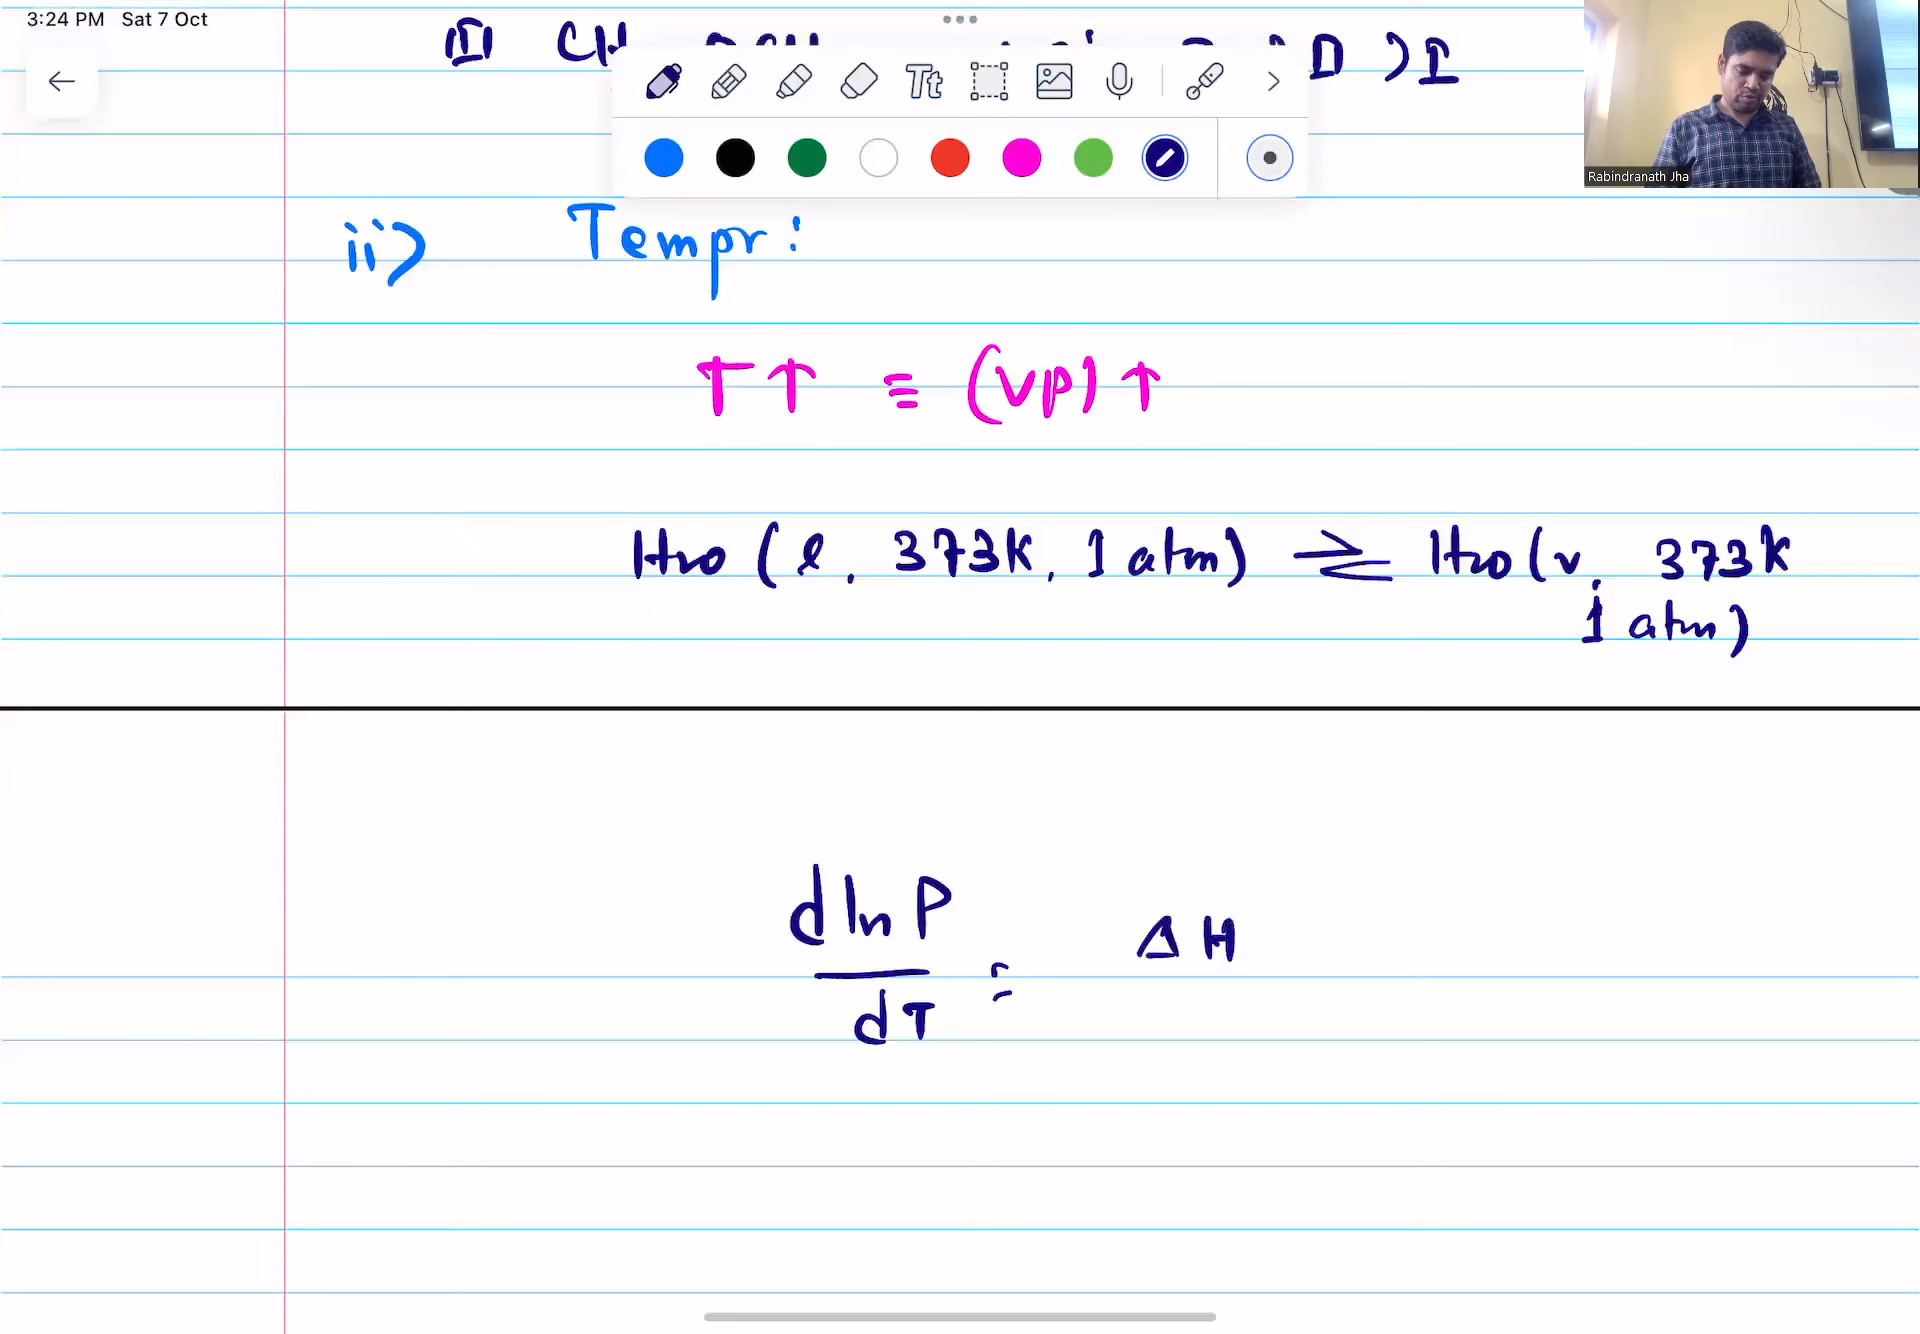 3:24 PM Sat 7 Oct
Tt
Rabindranath Jha
ii) Tempr:
T↑ ≡ (VP)↑
H₂O (l, 373K, 1 atm) ⇌ H₂O (v, 373K
1 atm)
d ln P
ΔH
=
dT